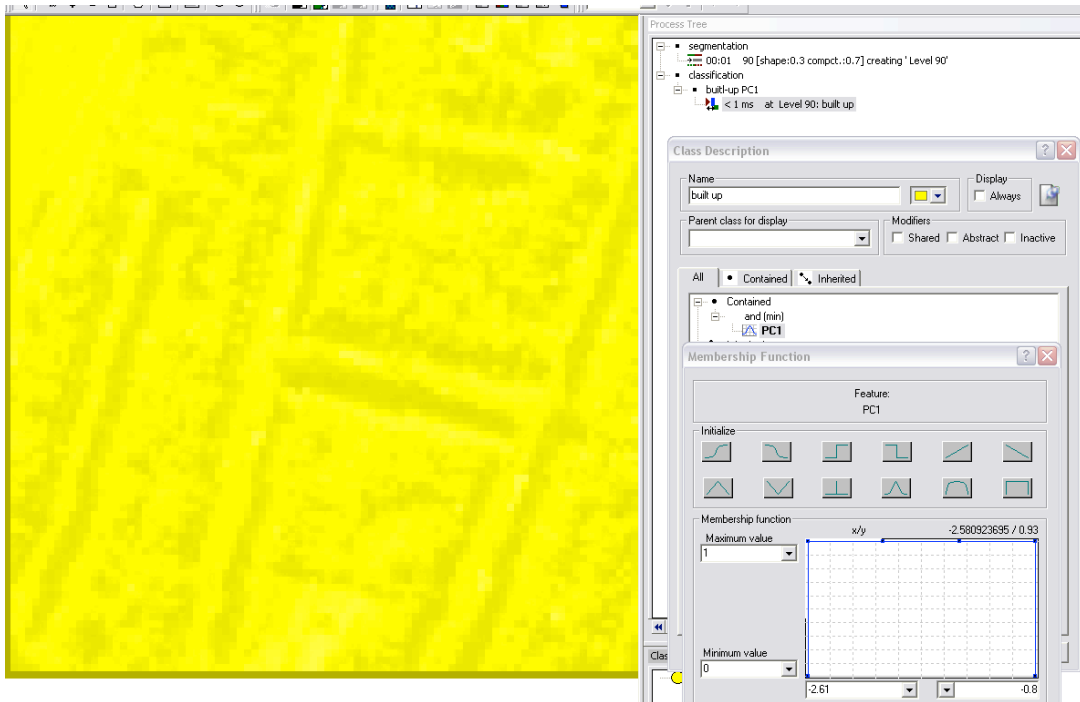 Process Tree
segmentation
00:01 90 [shape:0.3 compct.:0.7] creating ' Level 90'
classification
buitl-up PC1
< 1 ms at Level 90: built up
Class Description
Name
built up
Display
Always
Parent class for display
Modifiers
Shared Abstract Inactive
All Contained Inherited
Contained
and (min)
PC1
Membership Function
Feature:
PC1
Initialize
Membership function
Maximum value
x/y
-2.580923695 / 0.93
1
Minimum value
0
-2.61
-0.8
Clas